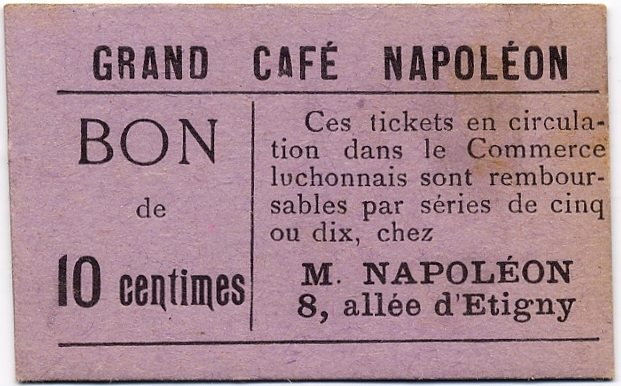 GRAND CAFÉ NAPOLÉON
BON
de
10 centimes
Ces tickets en circula-
tion dans le Commerce
luchonnais sont rembour-
sables par séries de cinq
ou dix, chez
M. NAPOLÉON
8, allée d'Etigny